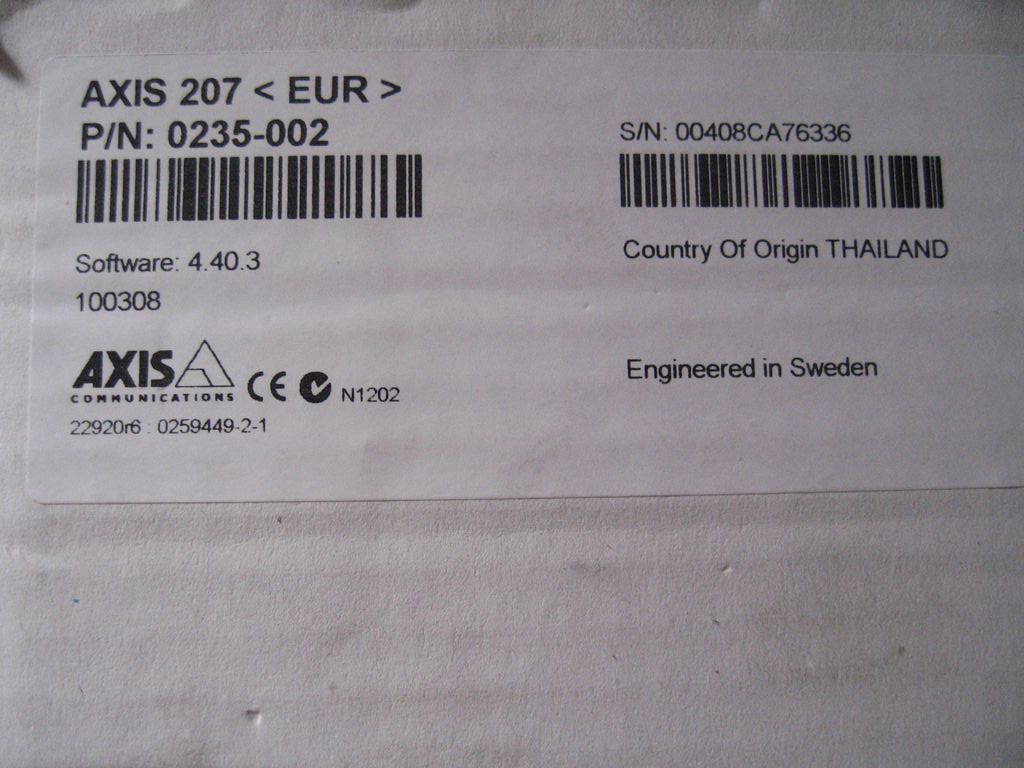 AXIS 207 < EUR >
P/N: 0235-002
S/N: 00408CA76336
Software: 4.40.3
Country Of Origin THAILAND
100308
AXIS
COMMUNICATIONS
CE
N1202
Engineered in Sweden
22920r6 : 0259449-2-1